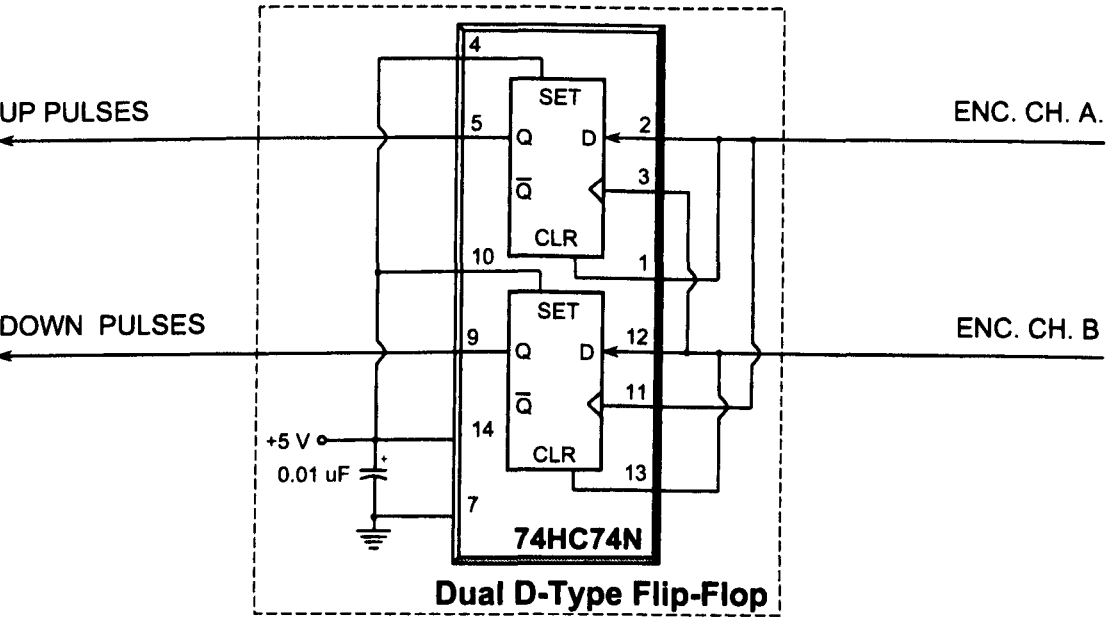 4
SET
UP PULSES
5
Q
D
2
ENC. CH. A.
Q̅
3
CLR
1
10
SET
DOWN PULSES
9
Q
D
12
ENC. CH. B
Q̅
11
+5 V
14
CLR
+
0.01 uF
13
7
74HC74N
Dual D-Type Flip-Flop